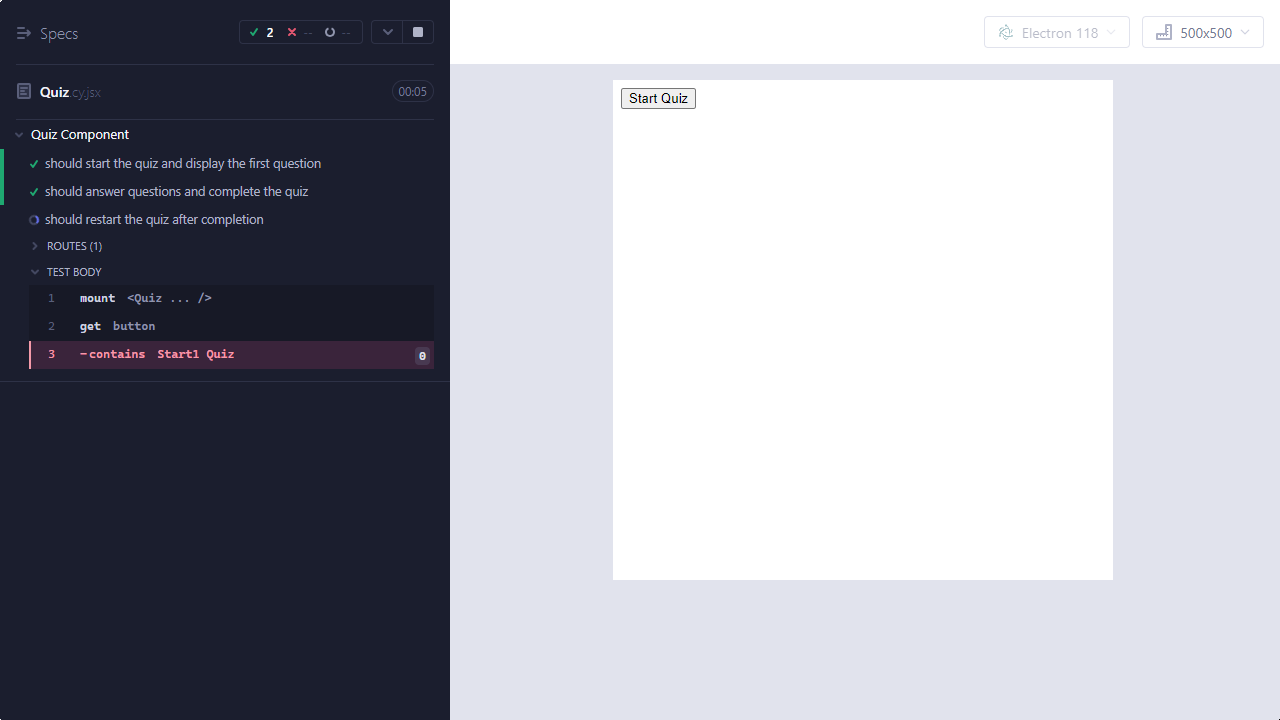 Specs
2 -- --
Electron 118
500x500
Quiz.cy.jsx
00:05
Quiz Component
should start the quiz and display the first question
should answer questions and complete the quiz
should restart the quiz after completion
ROUTES (1)
TEST BODY
1 mount <Quiz ... />
2 get button
3 -contains Start1 Quiz 0
Start Quiz